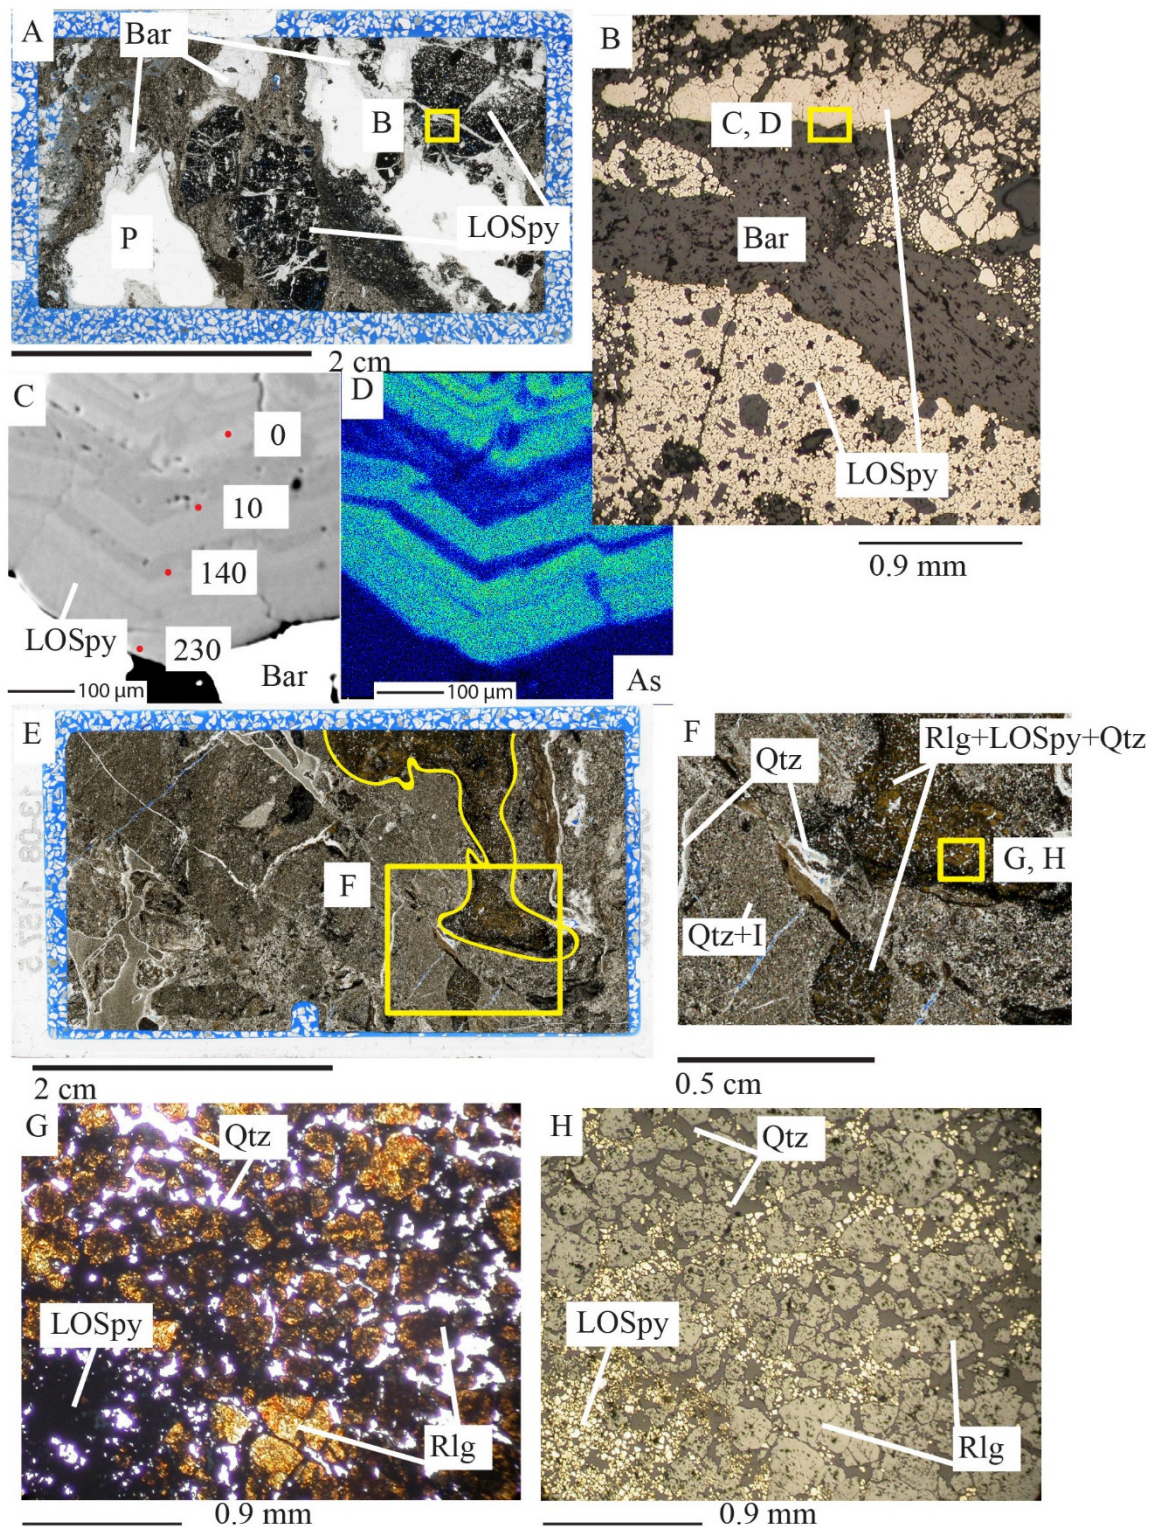 A
Bar
B
P
LOSpy
2 cm
B
C, D
Bar
LOSpy
0.9 mm
C
0
10
140
230
LOSpy
Bar
100 µm
D
As
100 µm
E
F
2 cm
F
Rlg+LOSpy+Qtz
Qtz
G, H
Qtz+I
0.5 cm
G
Qtz
LOSpy
Rlg
0.9 mm
H
Qtz
LOSpy
Rlg
0.9 mm